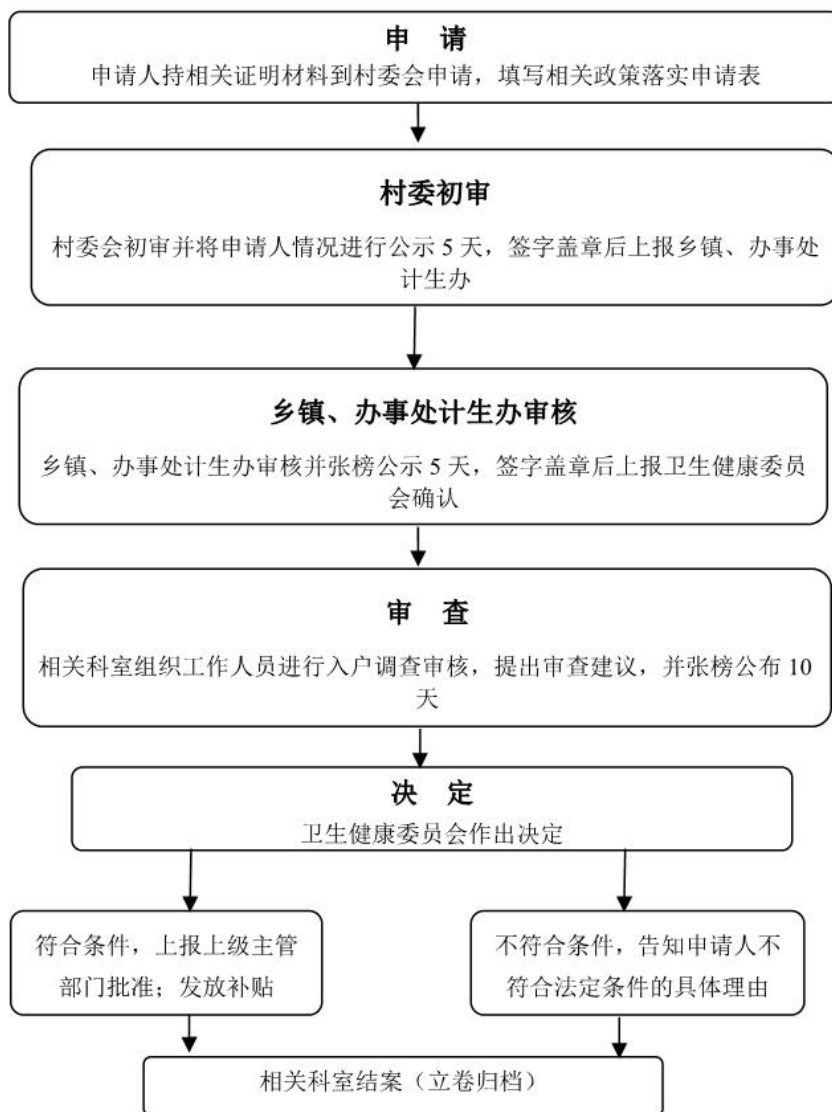 申 请
申请人持相关证明材料到村委会申请，填写相关政策落实申请表
村委初审
村委会初审并将申请人情况进行公示 5 天，签字盖章后上报乡镇、办事处
计生办
乡镇、办事处计生办审核
乡镇、办事处计生办审核并张榜公示 5 天，签字盖章后上报卫生健康委员
会确认
审 查
相关科室组织工作人员进行入户调查审核，提出审查建议，并张榜公布 10
天
决 定
卫生健康委员会作出决定
符合条件，上报上级主管
部门批准；发放补贴
不符合条件，告知申请人不
符合法定条件的具体理由
相关科室结案（立卷归档）